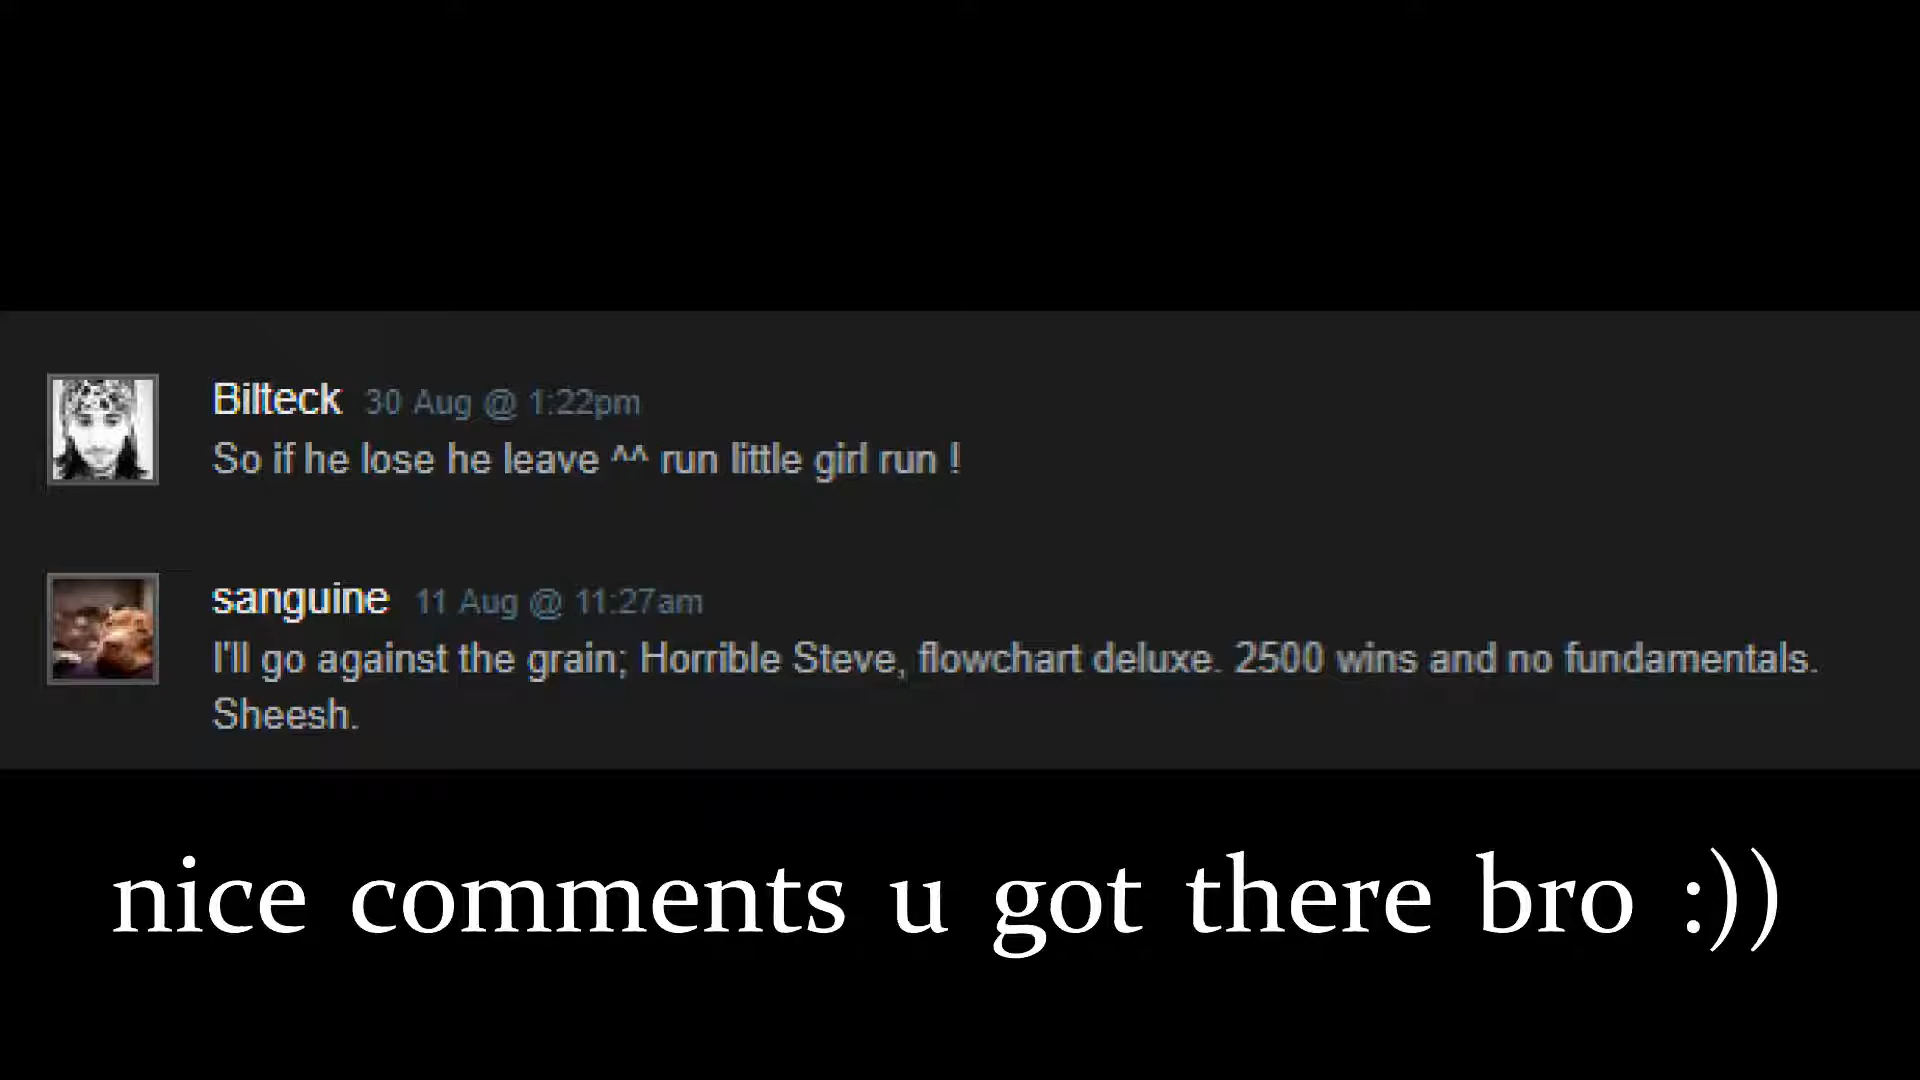 Bilteck 30 Aug @ 1:22pm
So if he lose he leave ^^ run little girl run !
sanguine 11 Aug @ 11:27am
I'll go against the grain; Horrible Steve, flowchart deluxe. 2500 wins and no fundamentals.
Sheesh.
nice comments u got there bro :))